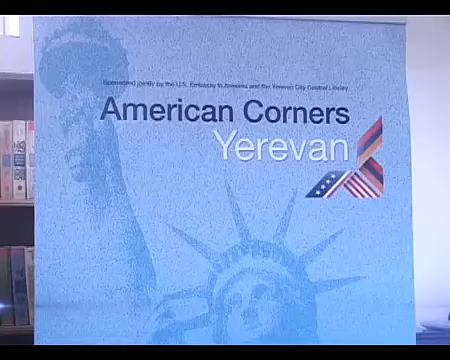 Sponsored jointly by the U.S. Embassy in Armenia and the Yerevan City Central Library
American Corners
Yerevan